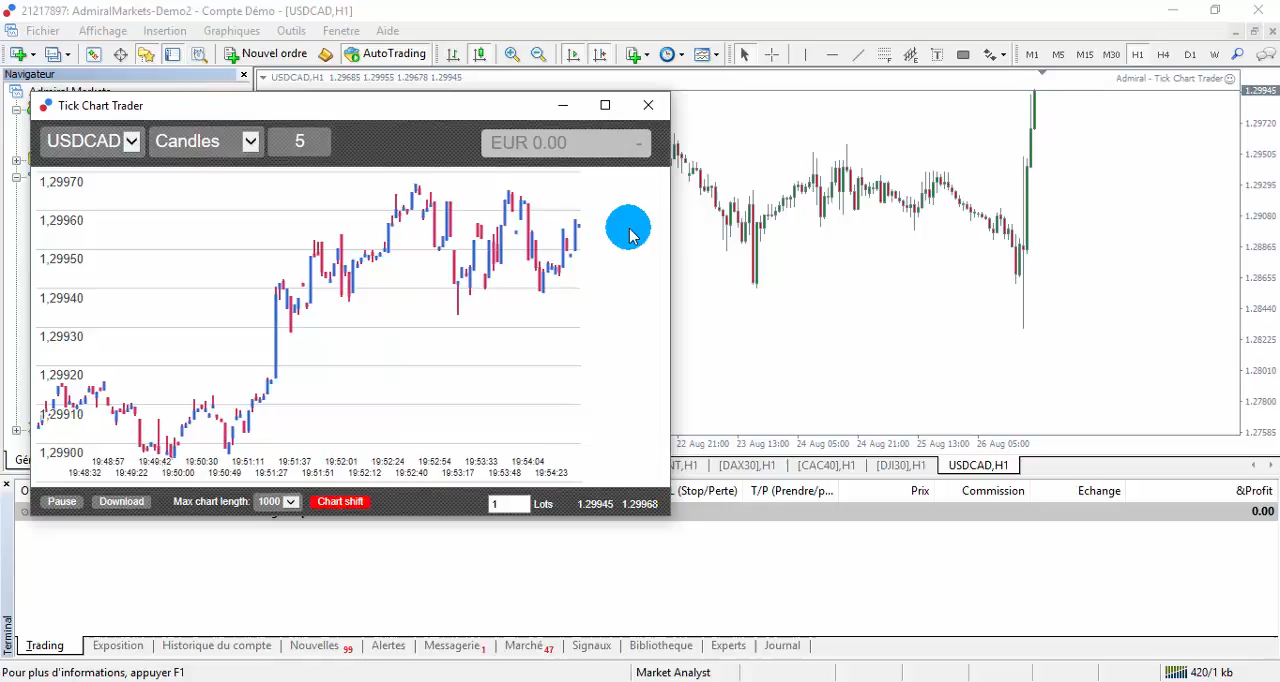 21217897: AdmiralMarkets-Demo2 - Compte Démo - [USDCAD,H1]
Fichier Affichage Insertion Graphiques Outils Fenetre Aide
Nouvel ordre AutoTrading M1 M5 M15 M30 H1 H4 D1 W
Navigateur
USDCAD,H1 1.29685 1.29955 1.29678 1.29945
Admiral - Tick Chart Trader
Tick Chart Trader
USDCAD Candles 5 EUR 0.00 -
1,29970
1,29960
1,29950
1,29940
1,29930
1,29920
1,29910
1,29900
19:48:57 19:49:42 19:50:30 19:51:11 19:51:37 19:52:01 19:52:24 19:52:54 19:53:33 19:54:04
19:48:32 19:49:22 19:50:00 19:50:49 19:51:27 19:51:51 19:52:12 19:52:40 19:53:17 19:53:48 19:54:23
Pause Download Max chart length: 1000 Chart shift 1 Lots 1.29945 1.29968
1.29945
1.29720
1.29505
1.29295
1.29080
1.28865
1.28655
1.28440
1.28225
1.28010
1.27800
1.27585
22 Aug 21:00 23 Aug 13:00 24 Aug 05:00 24 Aug 21:00 25 Aug 13:00 26 Aug 05:00
[DAX30],H1 [CAC40],H1 [DJI30],H1 USDCAD,H1
(Stop/Perte) T/P (Prendre/p... Prix Commission Echange &Profit
0.00
Terminal
Trading Exposition Historique du compte Nouvelles 99 Alertes Messagerie 1 Marché 47 Signaux Bibliotheque Experts Journal
Pour plus d'informations, appuyer F1 Market Analyst 420/1 kb